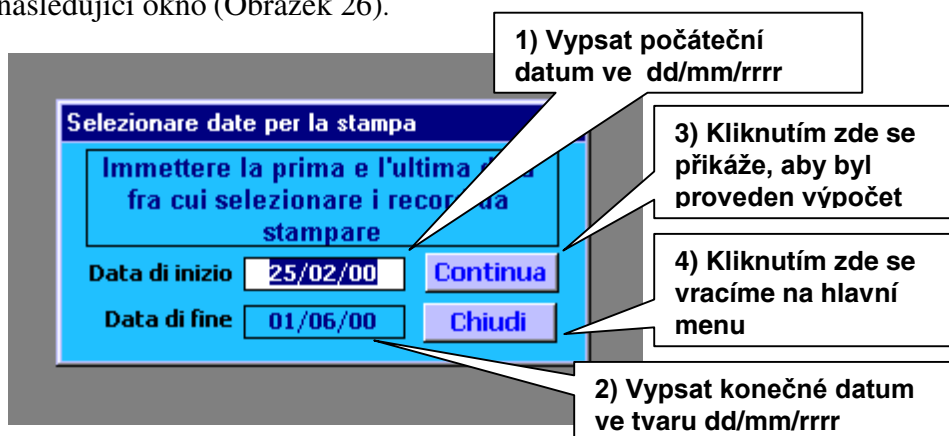 následující okno (Obrázek 26).
1) Vypsat počáteční
datum ve dd/mm/rrrr
Selezionare date per la stampa
Immettere la prima e l'ultima
fra cui selezionare i record da
stampare
Data di inizio 25/02/00 Continua
Data di fine 01/06/00 Chiudi
3) Kliknutím zde se
přikáže, aby byl
proveden výpočet
4) Kliknutím zde se
vracíme na hlavní
menu
2) Vypsat konečné datum
ve tvaru dd/mm/rrrr